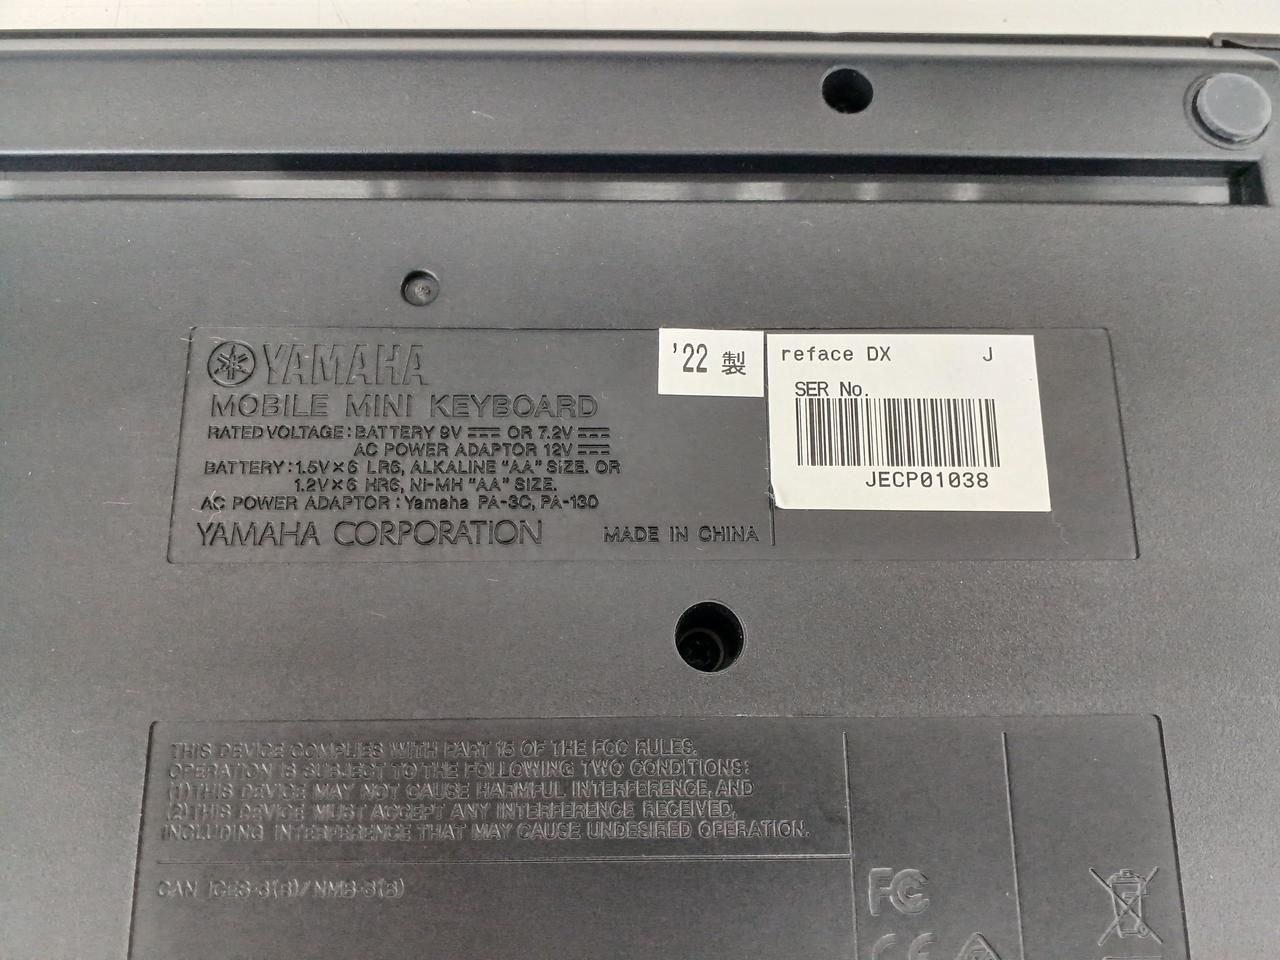 YAMAHA
MOBILE MINI KEYBOARD
RATED VOLTAGE : BATTERY 9V ⎓ OR 7.2V ⎓
AC POWER ADAPTOR 12V ⎓
BATTERY : 1.5V×6 LR6, ALKALINE "AA" SIZE. OR
1.2V×6 HR6, Ni-MH "AA" SIZE.
AC POWER ADAPTOR : Yamaha PA-3C, PA-130
YAMAHA CORPORATION MADE IN CHINA
'22 製
reface DX J
SER No.
JECP01038
THIS DEVICE COMPLIES WITH PART 15 OF THE FCC RULES.
OPERATION IS SUBJECT TO THE FOLLOWING TWO CONDITIONS:
(1) THIS DEVICE MAY NOT CAUSE HARMFUL INTERFERENCE, AND
(2) THIS DEVICE MUST ACCEPT ANY INTERFERENCE RECEIVED,
INCLUDING INTERFERENCE THAT MAY CAUSE UNDESIRED OPERATION.
CAN ICES-3(B)/NMB-3(B)
FC
CE